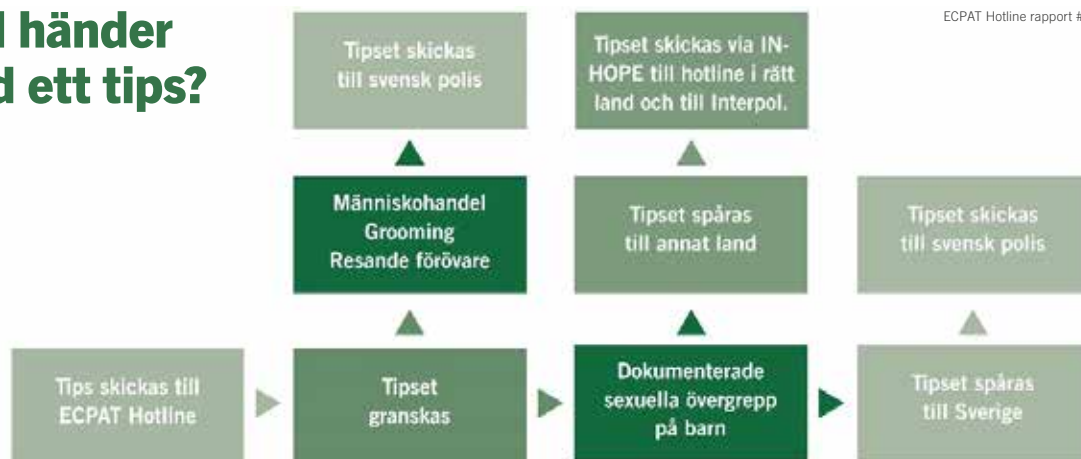 händer
ett tips?
ECPAT Hotline rapport #
Tipset skickas
till svensk polis
Tipset skickas via IN-
HOPE till hotline i rätt
land och till Interpol.
Människohandel
Grooming
Resande förövare
Tipset spåras
till annat land
Tipset skickas
till svensk polis
Tips skickas till
ECPAT Hotline
Tipset
granskas
Dokumenterade
sexuella övergrepp
på barn
Tipset spåras
till Sverige